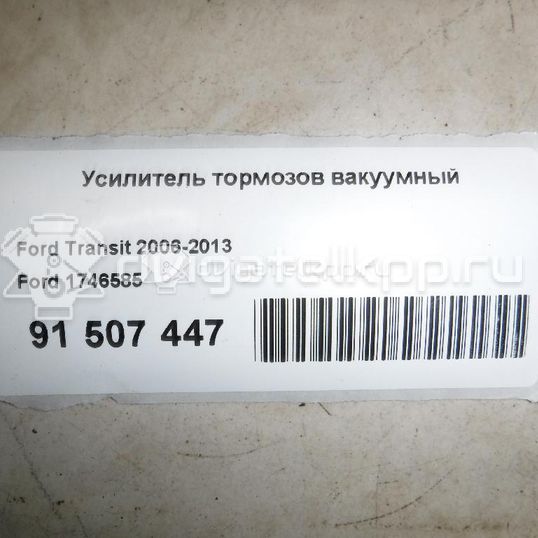 Усилитель тормозов вакуумный
Ford Transit 2006-2013
Ford 1746585
91 507 447